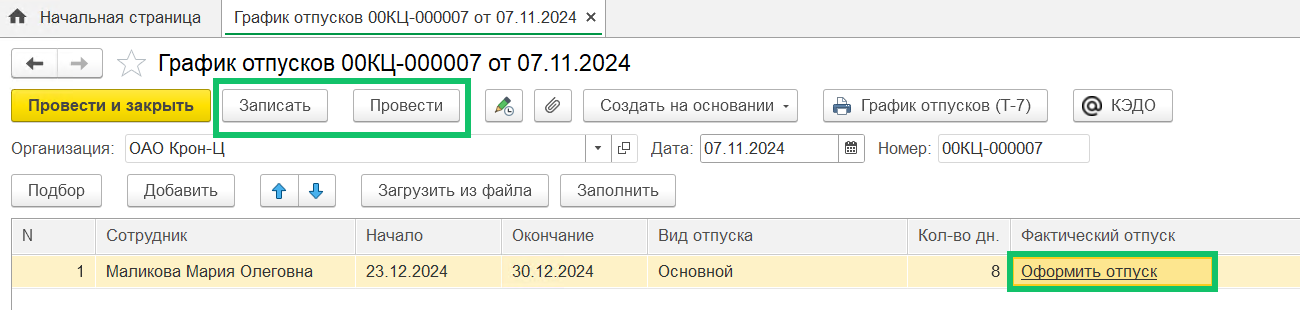 Начальная страница График отпусков 00КЦ-000007 от 07.11.2024 ×
График отпусков 00КЦ-000007 от 07.11.2024
Провести и закрыть Записать Провести Создать на основании График отпусков (Т-7) @ КЭДО
Организация: ОАО Крон-Ц Дата: 07.11.2024 Номер: 00КЦ-000007
Подбор Добавить Загрузить из файла Заполнить
N Сотрудник Начало Окончание Вид отпуска Кол-во дн. Фактический отпуск
1 Маликова Мария Олеговна 23.12.2024 30.12.2024 Основной 8 Оформить отпуск